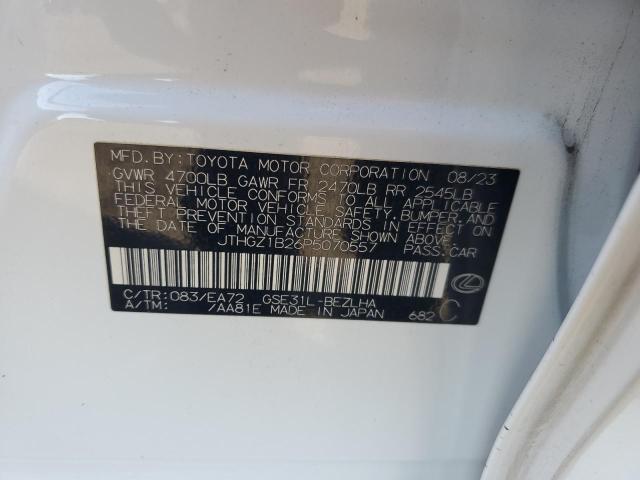 MFD. BY: TOYOTA MOTOR CORPORATION 08/23
GVWR 4700LB GAWR FR 2470LB RR 2545LB
THIS VEHICLE CONFORMS TO ALL APPLICABLE
FEDERAL MOTOR VEHICLE SAFETY, BUMPER, AND
THEFT PREVENTION STANDARDS IN EFFECT ON
THE DATE OF MANUFACTURE SHOWN ABOVE.
JTHGZ1B26P5070557 PASS.CAR
C/TR: 083/EA72 GSE31L-BEZLHA
A/TM: /AA81E MADE IN JAPAN 682 C